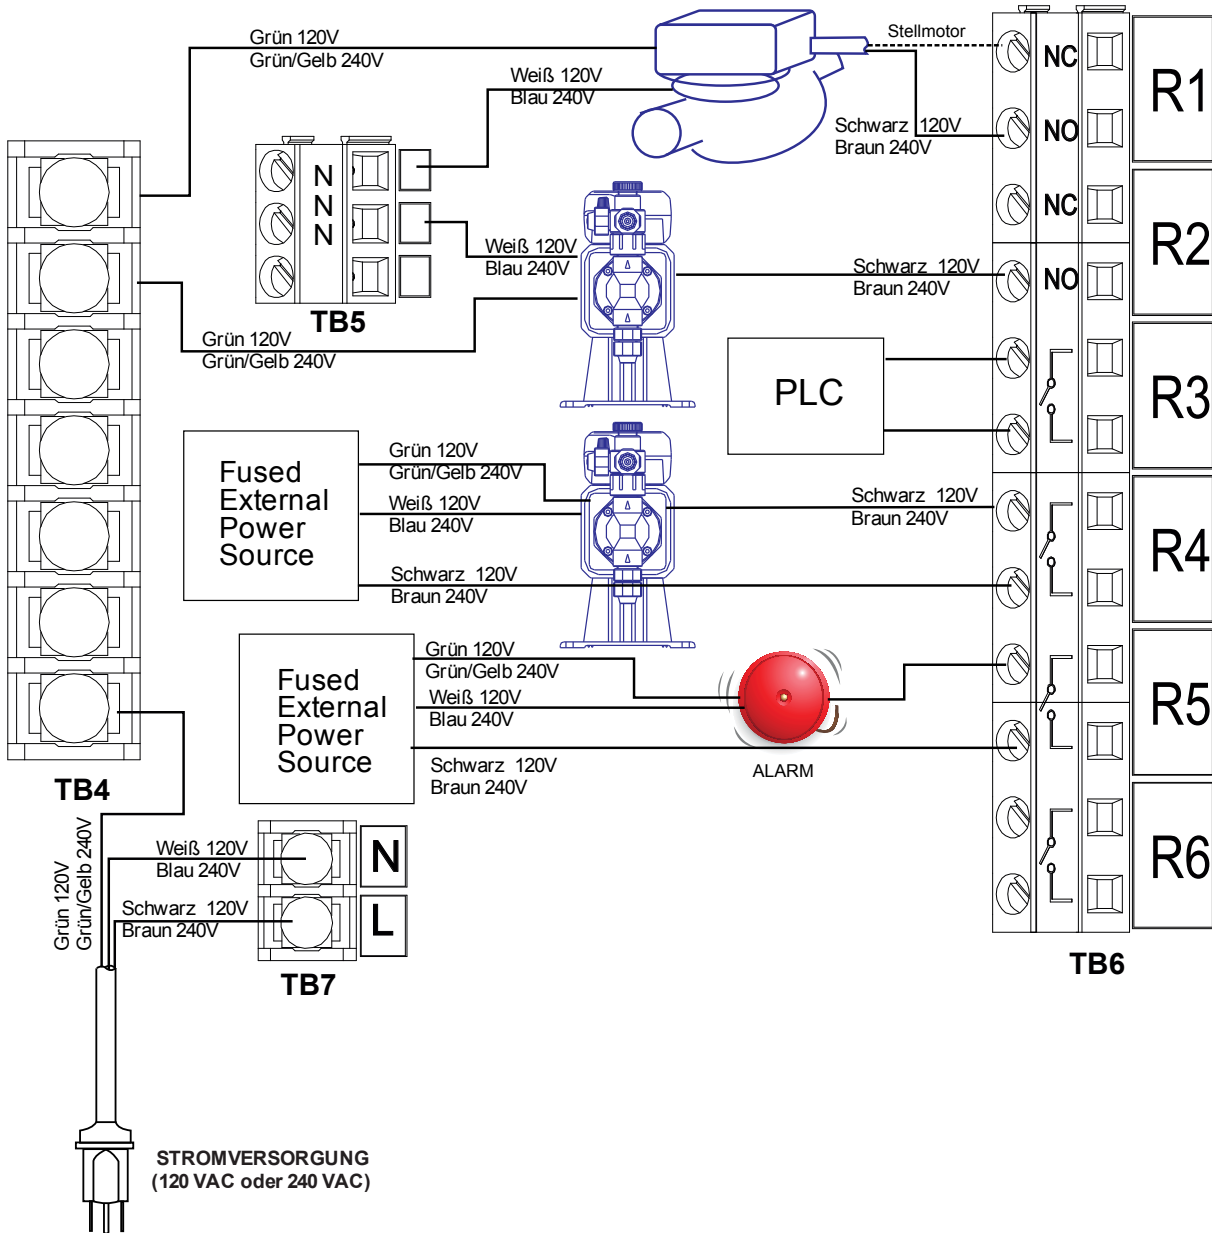 Grün 120V
Grün/Gelb 240V
Weiß 120V
Blau 240V
Stellmotor
Schwarz 120V
Braun 240V
NC
NO
R1
NC
NO
R2
N
N
N
TB5
Weiß 120V
Blau 240V
Schwarz 120V
Braun 240V
Grün 120V
Grün/Gelb 240V
PLC
R3
Fused
External
Power
Source
Grün 120V
Grün/Gelb 240V
Weiß 120V
Blau 240V
Schwarz 120V
Braun 240V
Schwarz 120V
Braun 240V
R4
Fused
External
Power
Source
Grün 120V
Grün/Gelb 240V
Weiß 120V
Blau 240V
Schwarz 120V
Braun 240V
ALARM
R5
R6
TB6
TB4
Grün 120V
Grün/Gelb 240V
Weiß 120V
Blau 240V
N
Schwarz 120V
Braun 240V
L
TB7
STROMVERSORGUNG
(120 VAC oder 240 VAC)